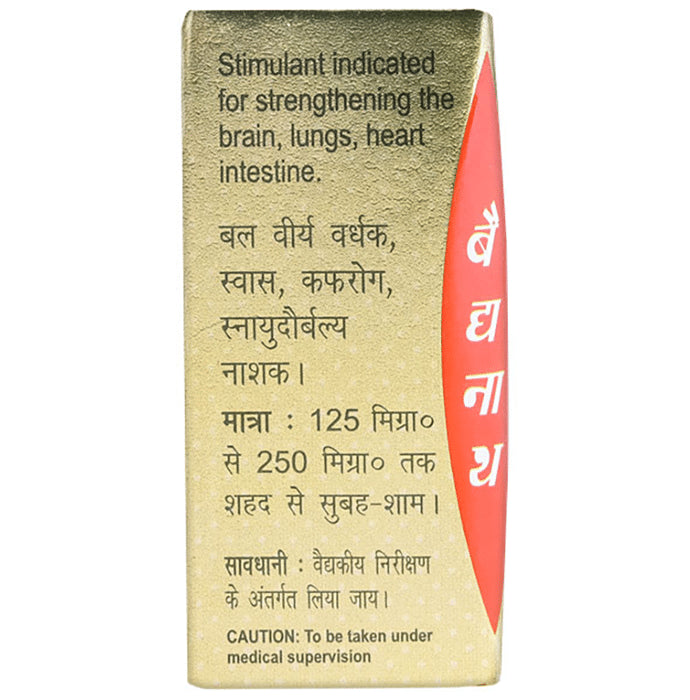 Stimulant indicated
for strengthening the
brain, lungs, heart
intestine.
बल वीर्य वर्धक,
स्वास, कफरोग,
स्नायुदौर्बल्य
नाशक।
मात्रा : 125 मिग्रा०
से 250 मिग्रा० तक
शहद से सुबह-शाम।
सावधानी : वैद्यकीय निरीक्षण
के अंतर्गत लिया जाय।
CAUTION: To be taken under
medical supervision
बैद्यनाथ